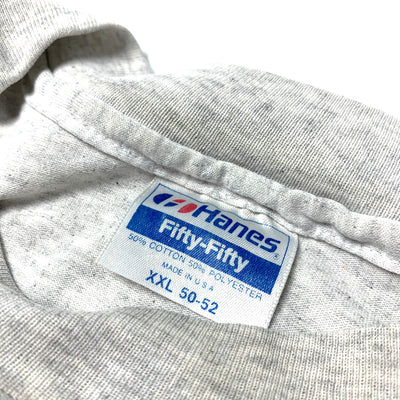 Hanes®
Fifty-Fifty
50% COTTON 50% POLYESTER
MADE IN U S A
XXL 50-52